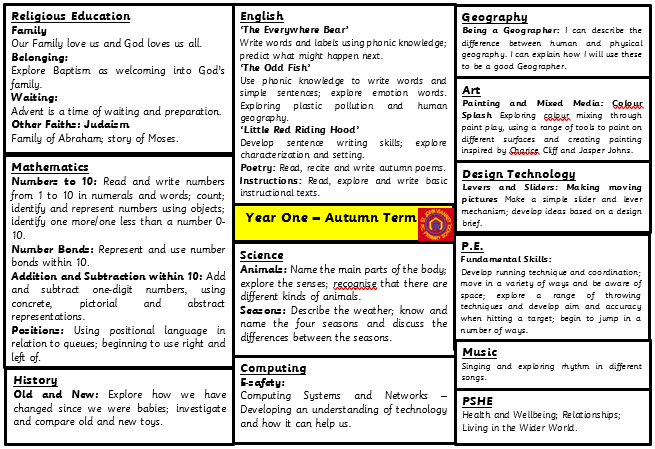 Religious Education
Family
Our Family love us and God loves us all.
Belonging:
Explore Baptism as welcoming into God's
family.
Waiting:
Advent is a time of waiting and preparation.
Other Faiths: Judaism
Family of Abraham; story of Moses.
Mathematics
Numbers to 10: Read and write numbers
from 1 to 10 in numerals and words; count;
identify and represent numbers using objects;
identify one more/one less than a number 0-
10.
Number Bonds: Represent and use number
bonds within 10.
Addition and Subtraction within 10: Add
and subtract one-digit numbers, using
concrete, pictorial and abstract
representations.
Positions: Using positional language in
relation to queues; beginning to use right and
left of.
History
Old and New: Explore how we have
changed since we were babies; investigate
and compare old and new toys.
English
'The Everywhere Bear'
Write words and labels using phonic knowledge;
predict what might happen next.
'The Odd Fish'
Use phonic knowledge to write words and
simple sentences; explore emotion words.
Exploring plastic pollution and human
geography.
'Little Red Riding Hood'
Develop sentence writing skills; explore
characterisation and setting.
Poetry: Read, recite and write autumn poems.
Instructions: Read, explore and write basic
instructional texts.
Year One – Autumn Term
Science
Animals: Name the main parts of the body;
explore the senses; recognise that there are
different kinds of animals.
Seasons: Describe the weather; know and
name the four seasons and discuss the
differences between the seasons.
Computing
E-safety:
Computing Systems and Networks –
Developing an understanding of technology
and how it can help us.
Geography
Being a Geographer: I can describe the
difference between human and physical
geography. I can explain how I will use these
to be a good Geographer.
Art
Painting and Mixed Media: Colour
Splash Exploring colour mixing through
paint play, using a range of tools to paint on
different surfaces and creating painting
inspired by Charice Cliff and Jasper Johns.
Design Technology
Levers and Sliders: Making moving
pictures Make a simple slider and lever
mechanism; develop ideas based on a design
brief.
P.E.
Fundamental Skills:
Develop running technique and coordination;
move in a variety of ways and be aware of
space; explore a range of throwing
techniques and develop aim and accuracy
when hitting a target; begin to jump in a
number of ways.
Music
Singing and exploring rhythm in different
songs.
PSHE
Health and Wellbeing; Relationships;
Living in the Wider World.